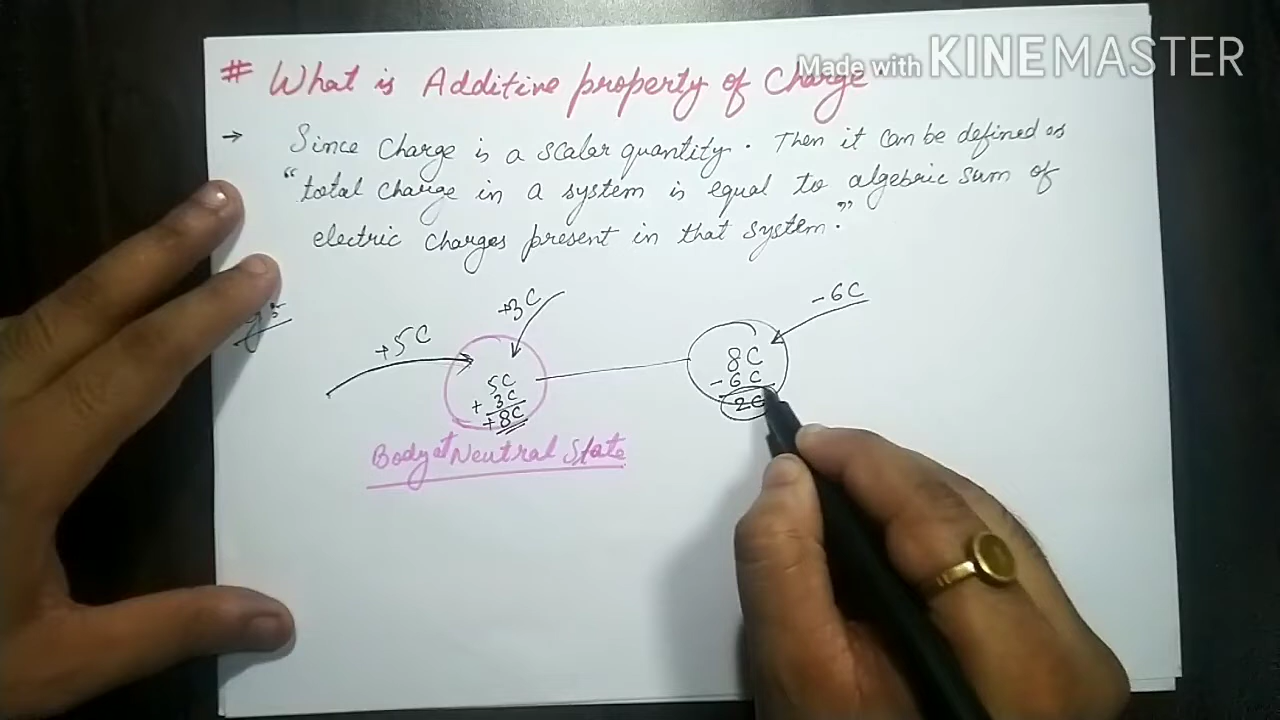 Made with KINEMASTER
# What is Additive property of Charge.
→ Since Charge is a scalar quantity. Then it can be defined as
"total charge in a system is equal to algebric sum of
electric charges present in that system."
+5C
+3C
5C
+ 3C
+8C
Body at Neutral State
-6C
8C
-6C
2C